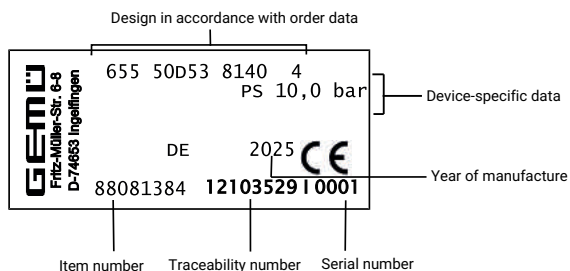 Design in accordance with order data
GEMÜ
Fritz-Müller-Str. 6-8
D-74653 Ingelfingen
655 50D53 8140 4
PS 10,0 bar
Device-specific data
DE 2025 CE
Year of manufacture
88081384 12103529 I 0001
Item number Traceability number Serial number